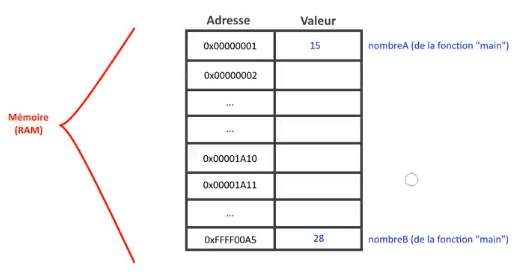 Adresse Valeur
0x00000001 15 nombreA (de la fonction "main")
0x00000002
...
Mémoire
(RAM)
...
0x00001A10
0x00001A11
...
0xFFFF00A5 28 nombreB (de la fonction "main")